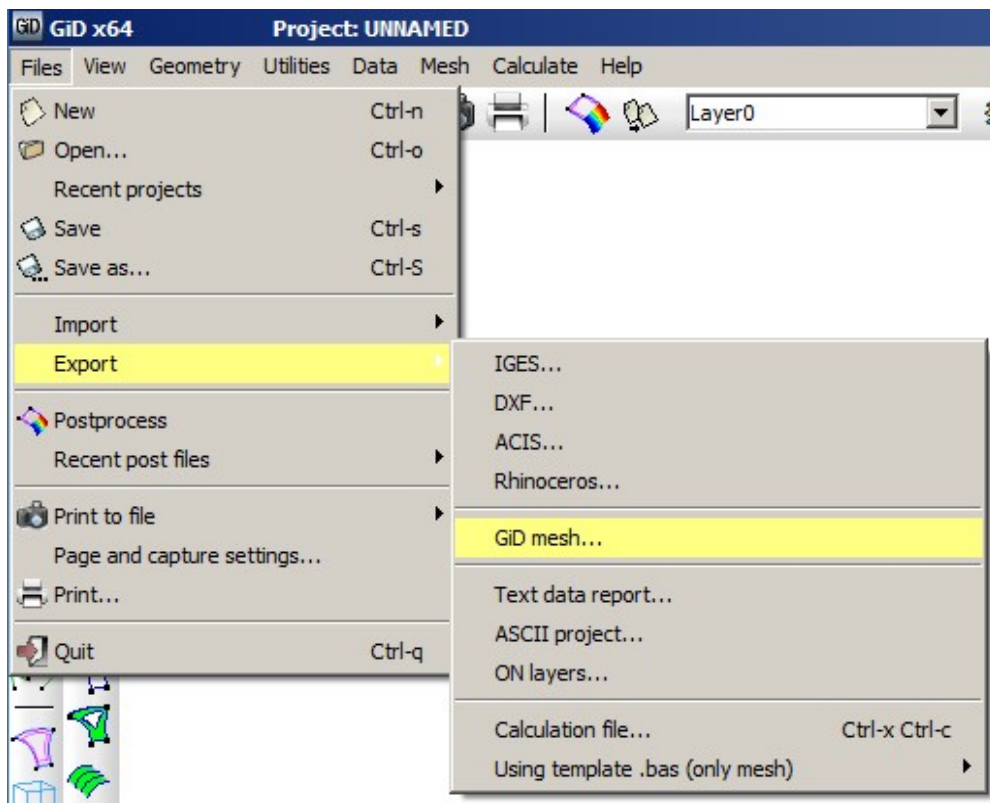 GiD GiD x64 Project: UNNAMED
Files View Geometry Utilities Data Mesh Calculate Help
New Ctrl-n
Layer0
Open... Ctrl-o
Recent projects
Save Ctrl-s
Save as... Ctrl-S
Import
Export
Postprocess
Recent post files
Print to file
Page and capture settings...
Print...
Quit Ctrl-q
IGES...
DXF...
ACIS...
Rhinoceros...
GiD mesh...
Text data report...
ASCII project...
ON layers...
Calculation file... Ctrl-x Ctrl-c
Using template .bas (only mesh)